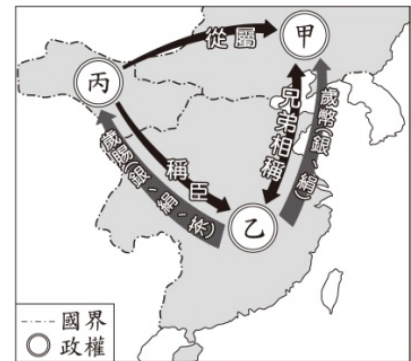 甲
從屬
丙
兄弟相稱
歲幣(銀、絹)
稱臣
歲賜(銀、絹、茶)
乙
國界
政權